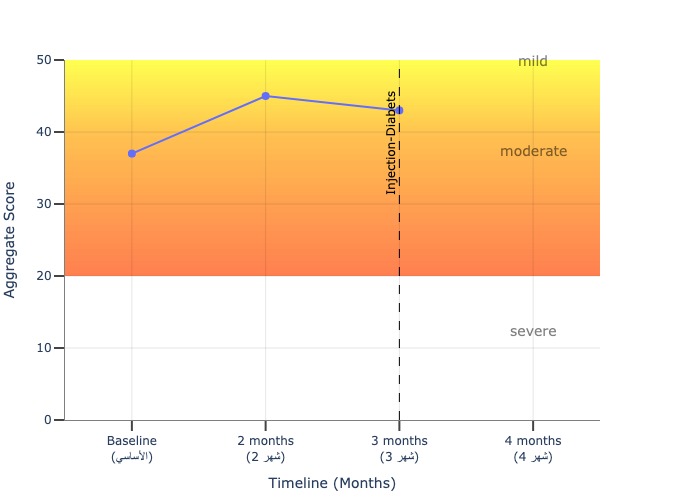 50
mild
40
moderate
30
20
severe
10
0
Injection-Diabets
Aggregate Score
Baseline
(الأساسي)
2 months
(شهر 2)
3 months
(شهر 3)
4 months
(شهر 4)
Timeline (Months)